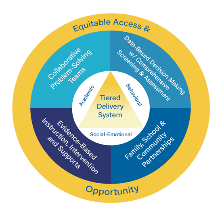 Equitable Access &
Collaborative
Problem-Solving
Teams
Data-Based Decision Making
w/ Comprehensive
Screening & Assessment
Academic
Behavioral
Tiered
Delivery
System
Social-Emotional
Evidence-Based
Instruction, Intervention
and Supports
Family, School &
Community
Partnerships
Opportunity